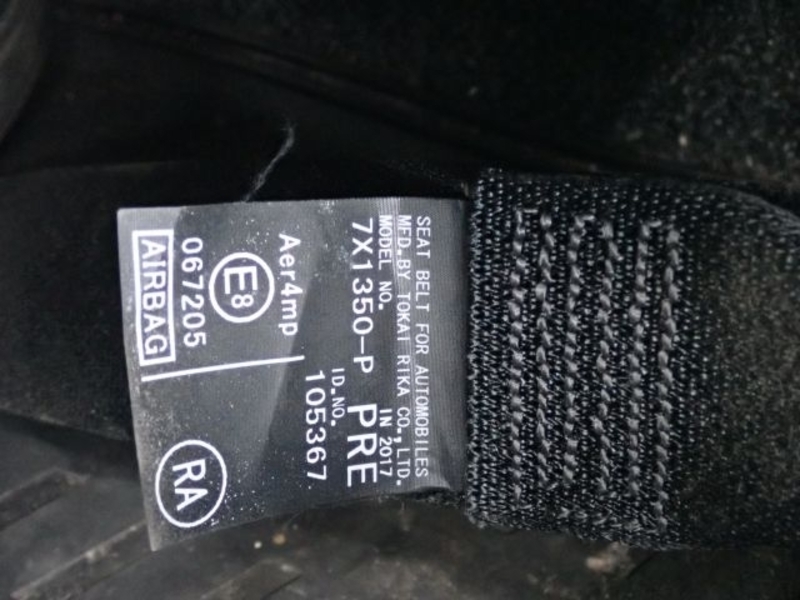 SEAT BELT FOR AUTOMOBILES
MFD. BY TOKAI RIKA CO., LTD.
MODEL NO. IN 2017
7X1350-P PRE
ID.NO.
105367
Aer4mp
E8
067205
AIRBAG
RA